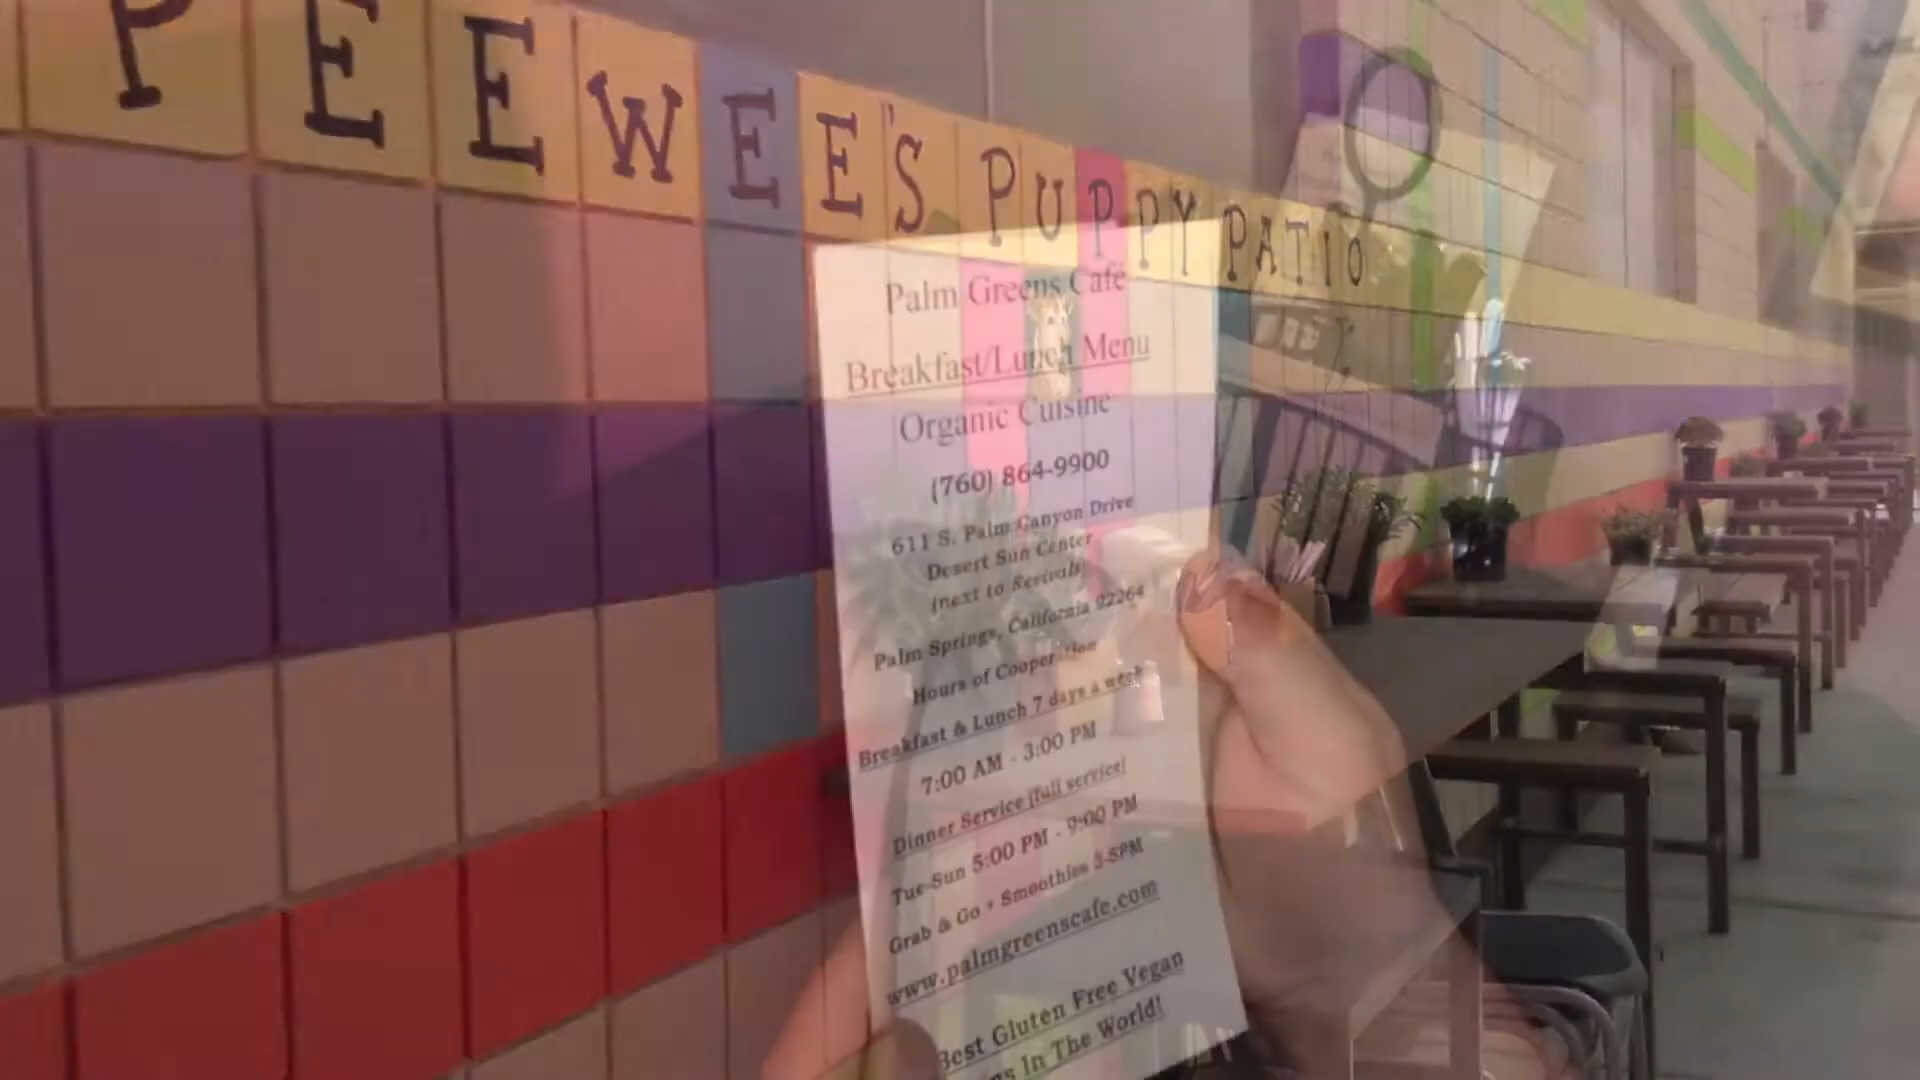 PEEWEE'S PUPPY PATIO
Palm Greens Café
Breakfast/Lunch Menu
Organic Cuisine
(760) 864-9900
611 S. Palm Canyon Drive
Desert Sun Center
(next to Revivals)
Palm Springs, California 92264
Hours of Cooperation
Breakfast & Lunch 7 days a week
7:00 AM - 3:00 PM
Dinner Service (full service)
Tue-Sun 5:00 PM - 9:00 PM
Grab & Go + Smoothies 3-5PM
www.palmgreenscafe.com
Best Gluten Free Vegan
In The World!